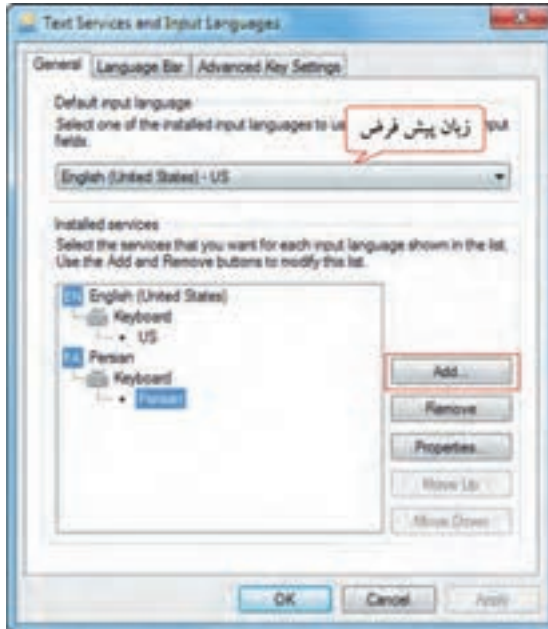 Text Services and Input Languages
General Language Bar Advanced Key Settings
Default input language
Select one of the installed input languages to us put
fields.
زبان پیش فرض
English (United States) - US
Installed services
Select the services that you want for each input language shown in the list.
Use the Add and Remove buttons to modify this list.
EN English (United States)
Keyboard
US
FA Persian
Keyboard
Persian
Add...
Remove
Properties...
Move Up
Move Down
OK Cancel Apply